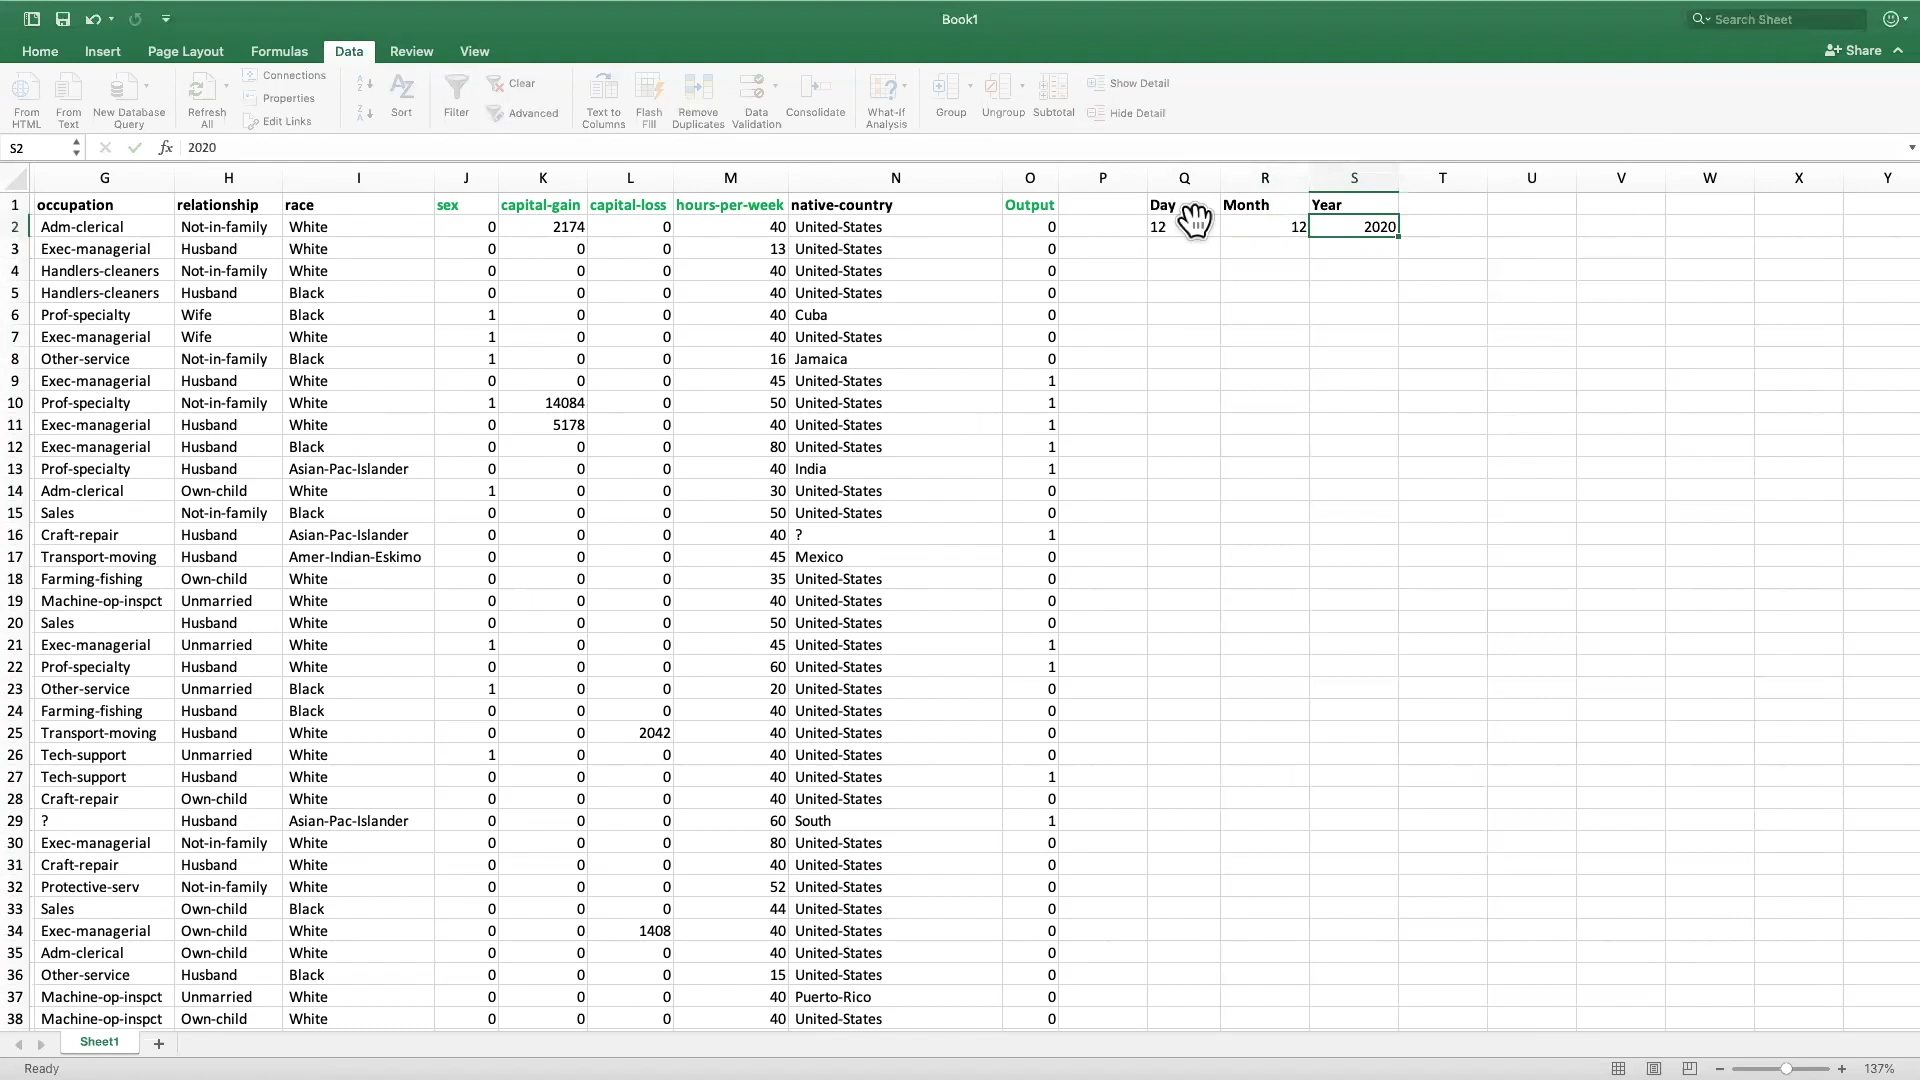 Book1
Search Sheet
Home Insert Page Layout Formulas Data Review View
Share
From HTML
From Text
New Database Query
Refresh All
Connections
Properties
Edit Links
Sort
Filter
Clear
Advanced
Text to Columns
Flash Fill
Remove Duplicates
Data Validation
Consolidate
What-If Analysis
Group
Ungroup
Subtotal
Show Detail
Hide Detail
S2 fx 2020
G H I J K L M N O P Q R S T U V W X Y
1 occupation relationship race sex capital-gain capital-loss hours-per-week native-country Output Day Month Year
2 Adm-clerical Not-in-family White 0 2174 0 40 United-States 0 12 12 2020
3 Exec-managerial Husband White 0 0 0 13 United-States 0
4 Handlers-cleaners Not-in-family White 0 0 0 40 United-States 0
5 Handlers-cleaners Husband Black 0 0 0 40 United-States 0
6 Prof-specialty Wife Black 1 0 0 40 Cuba 0
7 Exec-managerial Wife White 1 0 0 40 United-States 0
8 Other-service Not-in-family Black 1 0 0 16 Jamaica 0
9 Exec-managerial Husband White 0 0 0 45 United-States 1
10 Prof-specialty Not-in-family White 1 14084 0 50 United-States 1
11 Exec-managerial Husband White 0 5178 0 40 United-States 1
12 Exec-managerial Husband Black 0 0 0 80 United-States 1
13 Prof-specialty Husband Asian-Pac-Islander 0 0 0 40 India 1
14 Adm-clerical Own-child White 1 0 0 30 United-States 0
15 Sales Not-in-family Black 0 0 0 50 United-States 0
16 Craft-repair Husband Asian-Pac-Islander 0 0 0 40 ? 1
17 Transport-moving Husband Amer-Indian-Eskimo 0 0 0 45 Mexico 0
18 Farming-fishing Own-child White 0 0 0 35 United-States 0
19 Machine-op-inspct Unmarried White 0 0 0 40 United-States 0
20 Sales Husband White 0 0 0 50 United-States 0
21 Exec-managerial Unmarried White 1 0 0 45 United-States 1
22 Prof-specialty Husband White 0 0 0 60 United-States 1
23 Other-service Unmarried Black 1 0 0 20 United-States 0
24 Farming-fishing Husband Black 0 0 0 40 United-States 0
25 Transport-moving Husband White 0 0 2042 40 United-States 0
26 Tech-support Unmarried White 1 0 0 40 United-States 0
27 Tech-support Husband White 0 0 0 40 United-States 1
28 Craft-repair Own-child White 0 0 0 40 United-States 0
29 ? Husband Asian-Pac-Islander 0 0 0 60 South 1
30 Exec-managerial Not-in-family White 0 0 0 80 United-States 0
31 Craft-repair Husband White 0 0 0 40 United-States 0
32 Protective-serv Not-in-family White 0 0 0 52 United-States 0
33 Sales Own-child Black 0 0 0 44 United-States 0
34 Exec-managerial Own-child White 0 0 1408 40 United-States 0
35 Adm-clerical Own-child White 0 0 0 40 United-States 0
36 Other-service Husband Black 0 0 0 15 United-States 0
37 Machine-op-inspct Unmarried White 0 0 0 40 Puerto-Rico 0
38 Machine-op-inspct Own-child White 0 0 0 40 United-States 0
Sheet1
Ready
137%